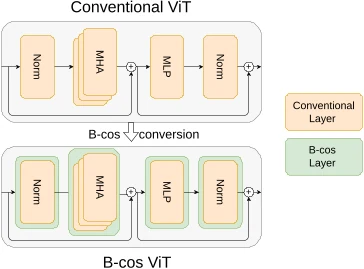 Conventional ViT
Norm
MHA
+
MLP
Norm
+
B-cos conversion
Norm
MHA
+
MLP
Norm
+
B-cos ViT
Conventional
Layer
B-cos
Layer